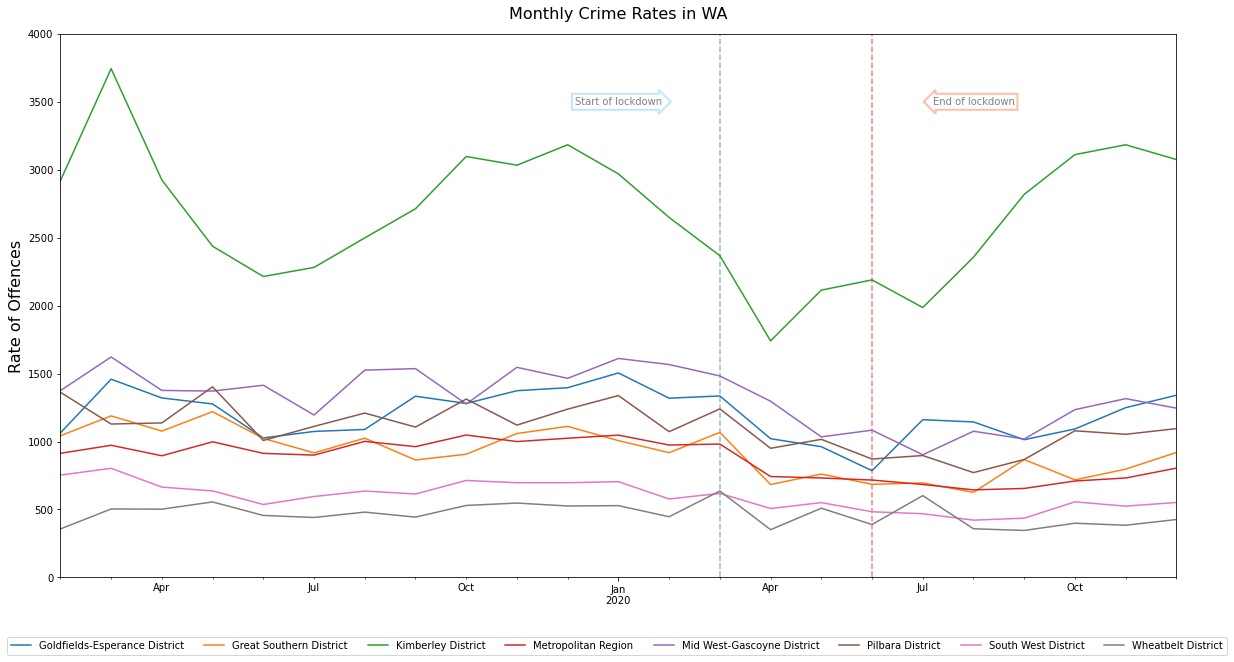 Monthly Crime Rates in WA
Rate of Offences
4000
3500
3000
2500
2000
1500
1000
500
0
Start of lockdown
End of lockdown
Apr
Jul
Oct
Jan
2020
Apr
Jul
Oct
Goldfields-Esperance District
Great Southern District
Kimberley District
Metropolitan Region
Mid West-Gascoyne District
Pilbara District
South West District
Wheatbelt District